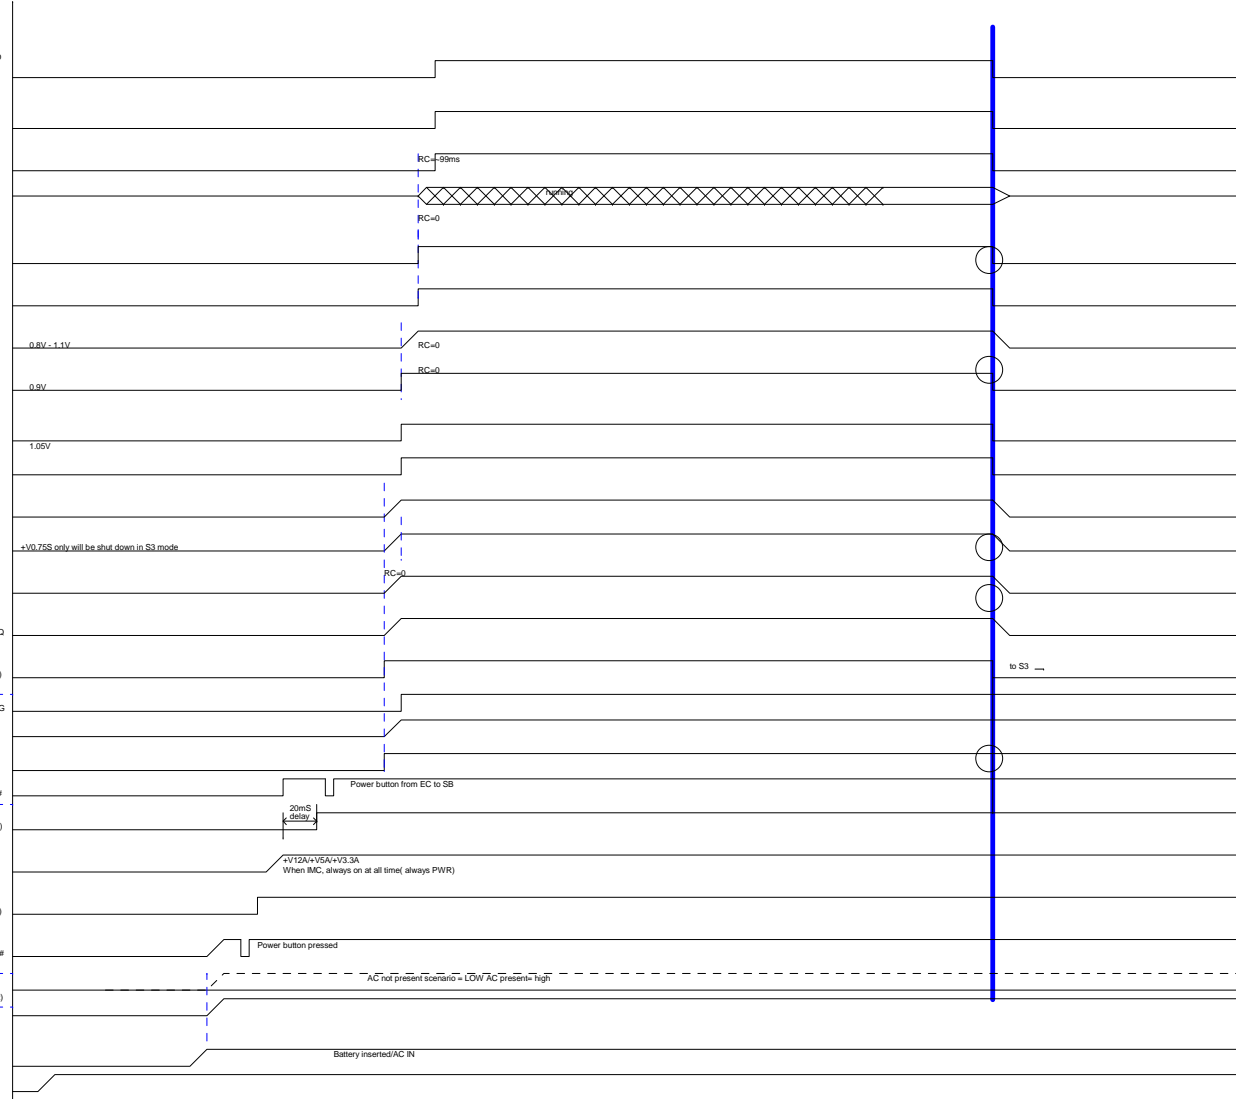 RC=~99ms
running
RC=0
0.8V - 1.1V
RC=0
RC=0
0.9V
1.05V
+V0.75S only will be shut down in S3 mode
RC=0
to S3
G
Power button from EC to SB
#
20mS
delay
)
+V12A/+V5A/+V3.3A
When IMC, always on at all time( always PWR)
)
Power button pressed
#
AC not present scenario = LOW AC present= high
)
Battery inserted/AC IN